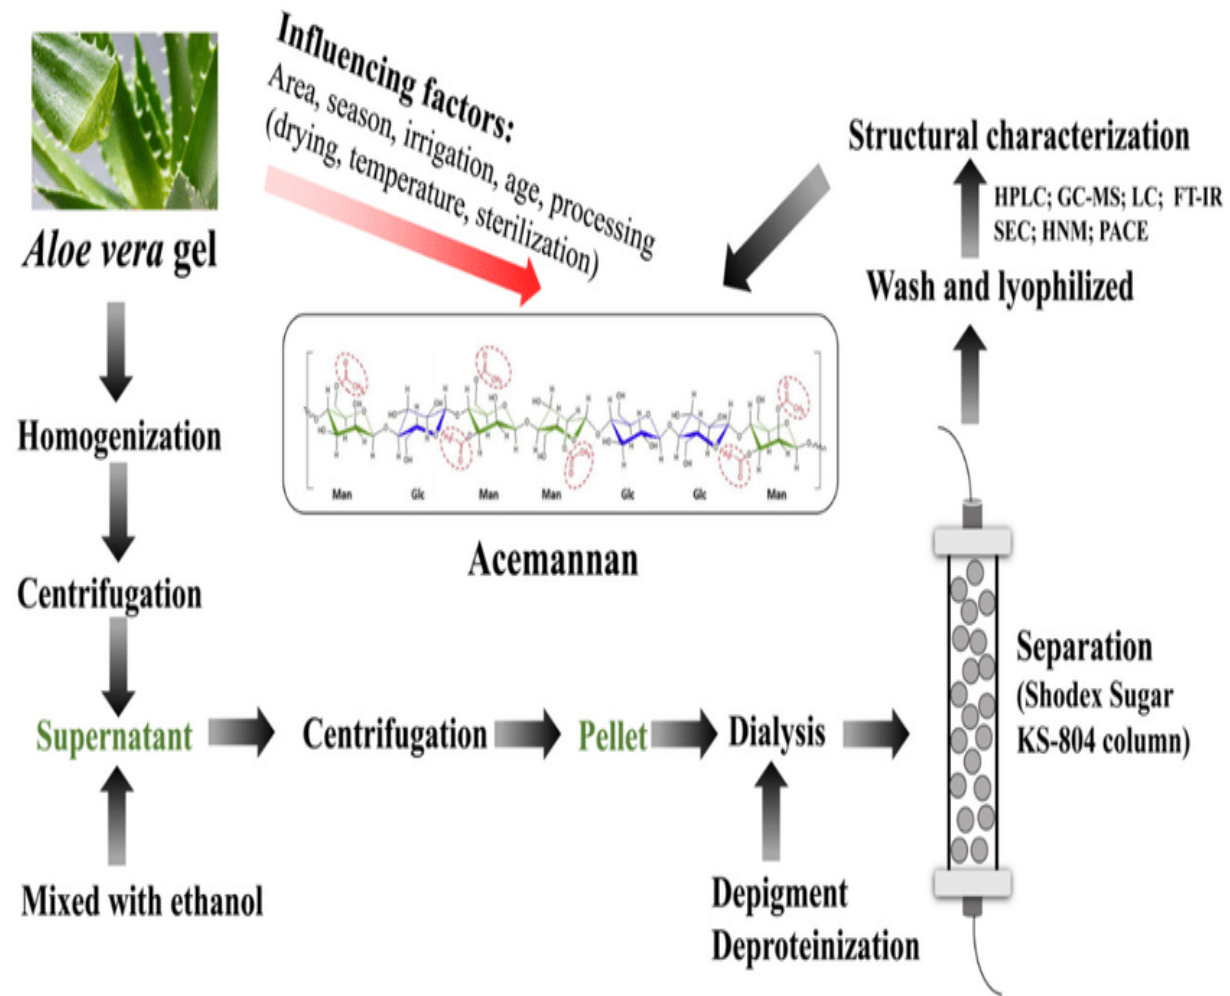 Influencing factors:
Area, season, irrigation, age, processing
(drying, temperature, sterilization)
Aloe vera gel
Structural characterization
HPLC; GC-MS; LC; FT-IR
SEC; HNM; PACE
Wash and lyophilized
Homogenization
Man Glc Man Man Glc Glc Man
Acemannan
Centrifugation
Separation
(Shodex Sugar
KS-804 column)
Supernatant
Centrifugation
Pellet
Dialysis
Mixed with ethanol
Depigment
Deproteinization